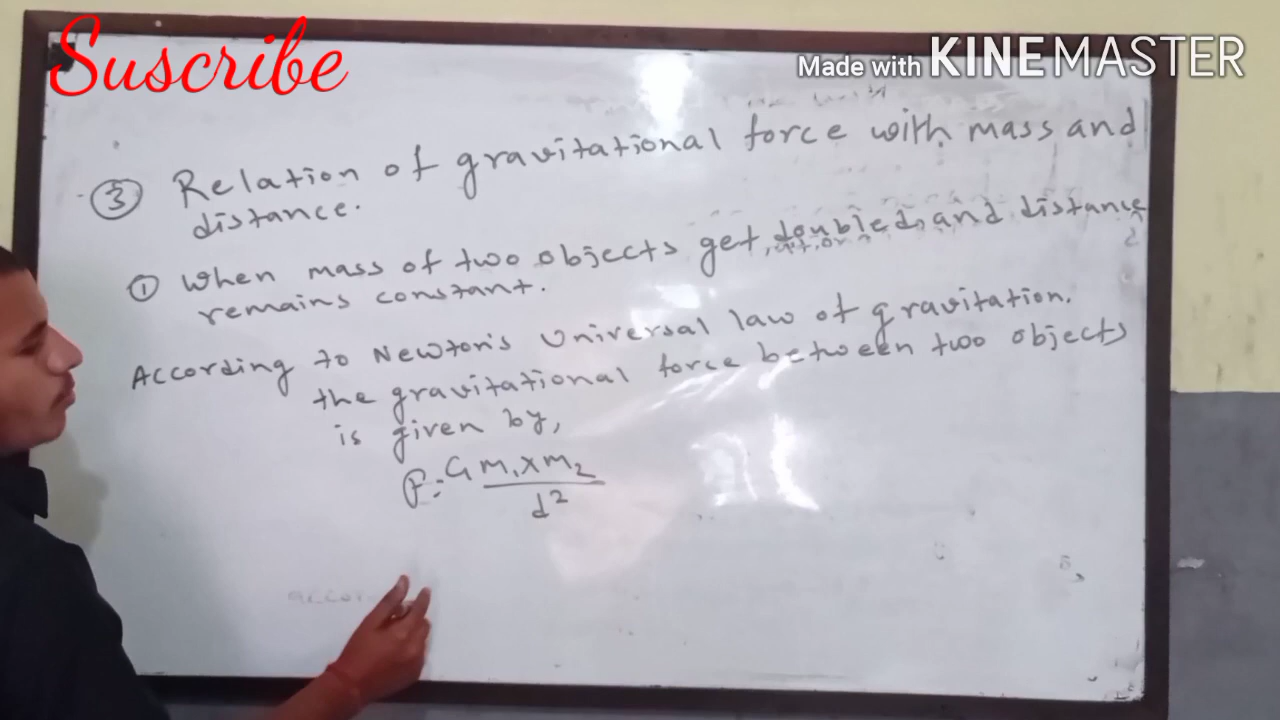 Suscribe
Made with KINEMASTER
③ Relation of gravitational force with mass and
distance.
① When mass of two objects get doubled, and distance
remains constant.
According to Newton's Universal law of gravitation.
the gravitational force between two objects
is given by,
F = G m₁ x m₂
d²
accor